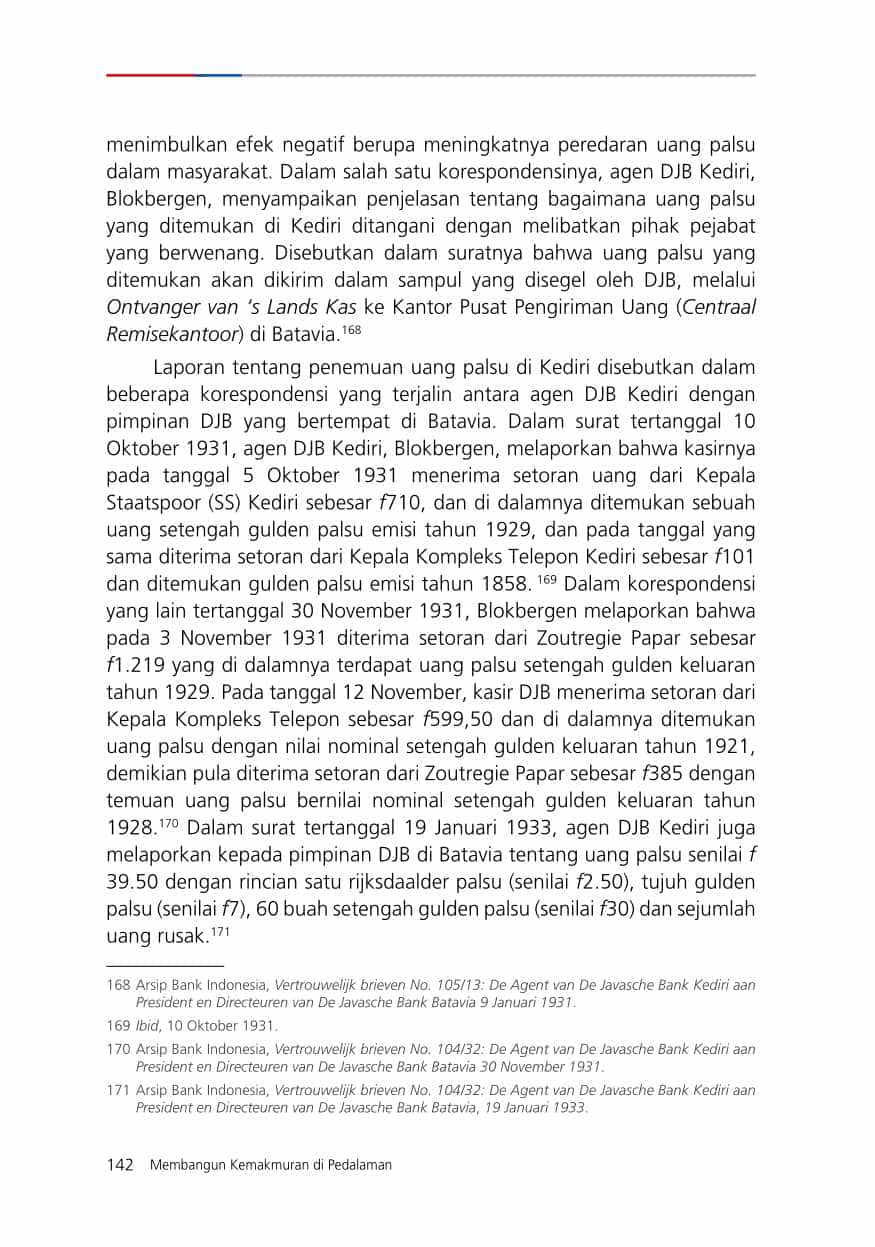 menimbulkan efek negatif berupa meningkatnya peredaran uang palsu
dalam masyarakat. Dalam salah satu korespondensinya, agen DJB Kediri,
Blokbergen, menyampaikan penjelasan tentang bagaimana uang palsu
yang ditemukan di Kediri ditangani dengan melibatkan pihak pejabat
yang berwenang. Disebutkan dalam suratnya bahwa uang palsu yang
ditemukan akan dikirim dalam sampul yang disegel oleh DJB, melalui
Ontvanger van ‘s Lands Kas ke Kantor Pusat Pengiriman Uang (Centraal
Remisekantoor) di Batavia.168
Laporan tentang penemuan uang palsu di Kediri disebutkan dalam
beberapa korespondensi yang terjalin antara agen DJB Kediri dengan
pimpinan DJB yang bertempat di Batavia. Dalam surat tertanggal 10
Oktober 1931, agen DJB Kediri, Blokbergen, melaporkan bahwa kasirnya
pada tanggal 5 Oktober 1931 menerima setoran uang dari Kepala
Staatspoor (SS) Kediri sebesar f710, dan di dalamnya ditemukan sebuah
uang setengah gulden palsu emisi tahun 1929, dan pada tanggal yang
sama diterima setoran dari Kepala Kompleks Telepon Kediri sebesar f101
dan ditemukan gulden palsu emisi tahun 1858. 169 Dalam korespondensi
yang lain tertanggal 30 November 1931, Blokbergen melaporkan bahwa
pada 3 November 1931 diterima setoran dari Zoutregie Papar sebesar
f1.219 yang di dalamnya terdapat uang palsu setengah gulden keluaran
tahun 1929. Pada tanggal 12 November, kasir DJB menerima setoran dari
Kepala Kompleks Telepon sebesar f599,50 dan di dalamnya ditemukan
uang palsu dengan nilai nominal setengah gulden keluaran tahun 1921,
demikian pula diterima setoran dari Zoutregie Papar sebesar f385 dengan
temuan uang palsu bernilai nominal setengah gulden keluaran tahun
1928.170 Dalam surat tertanggal 19 Januari 1933, agen DJB Kediri juga
melaporkan kepada pimpinan DJB di Batavia tentang uang palsu senilai f
39.50 dengan rincian satu rijksdaalder palsu (senilai f2.50), tujuh gulden
palsu (senilai f7), 60 buah setengah gulden palsu (senilai f30) dan sejumlah
uang rusak.171
168 Arsip Bank Indonesia, Vertrouwelijk brieven No. 105/13: De Agent van De Javasche Bank Kediri aan
President en Directeuren van De Javasche Bank Batavia 9 Januari 1931.
169 Ibid, 10 Oktober 1931.
170 Arsip Bank Indonesia, Vertrouwelijk brieven No. 104/32: De Agent van De Javasche Bank Kediri aan
President en Directeuren van De Javasche Bank Batavia 30 November 1931.
171 Arsip Bank Indonesia, Vertrouwelijk brieven No. 104/32: De Agent van De Javasche Bank Kediri aan
President en Directeuren van De Javasche Bank Batavia, 19 Januari 1933.
142 Membangun Kemakmuran di Pedalaman